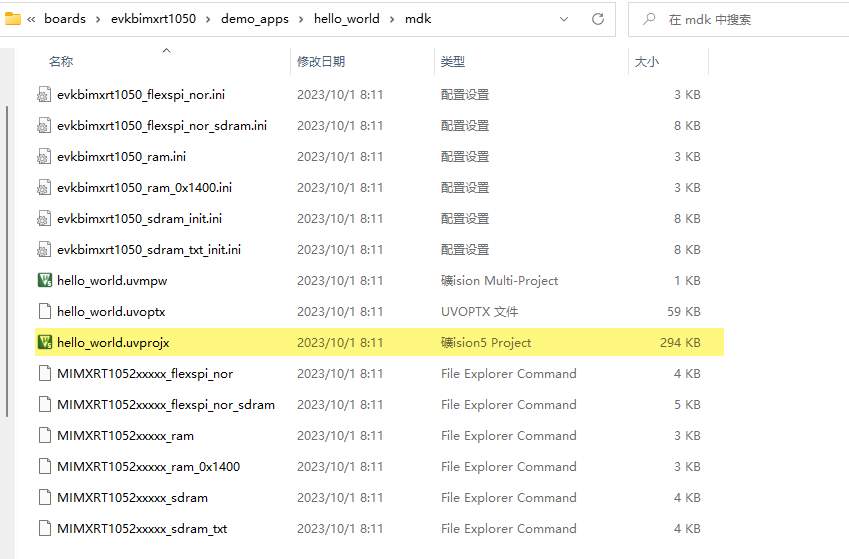 « boards › evkbimxrt1050 › demo_apps › hello_world › mdk
在 mdk 中搜索
名称 修改日期 类型 大小
evkbimxrt1050_flexspi_nor.ini 2023/10/1 8:11 配置设置 3 KB
evkbimxrt1050_flexspi_nor_sdram.ini 2023/10/1 8:11 配置设置 8 KB
evkbimxrt1050_ram.ini 2023/10/1 8:11 配置设置 3 KB
evkbimxrt1050_ram_0x1400.ini 2023/10/1 8:11 配置设置 3 KB
evkbimxrt1050_sdram_init.ini 2023/10/1 8:11 配置设置 8 KB
evkbimxrt1050_sdram_txt_init.ini 2023/10/1 8:11 配置设置 8 KB
hello_world.uvmpw 2023/10/1 8:11 礦ision Multi-Project 1 KB
hello_world.uvoptx 2023/10/1 8:11 UVOPTX 文件 59 KB
hello_world.uvprojx 2023/10/1 8:11 礦ision5 Project 294 KB
MIMXRT1052xxxxx_flexspi_nor 2023/10/1 8:11 File Explorer Command 4 KB
MIMXRT1052xxxxx_flexspi_nor_sdram 2023/10/1 8:11 File Explorer Command 5 KB
MIMXRT1052xxxxx_ram 2023/10/1 8:11 File Explorer Command 3 KB
MIMXRT1052xxxxx_ram_0x1400 2023/10/1 8:11 File Explorer Command 3 KB
MIMXRT1052xxxxx_sdram 2023/10/1 8:11 File Explorer Command 4 KB
MIMXRT1052xxxxx_sdram_txt 2023/10/1 8:11 File Explorer Command 4 KB